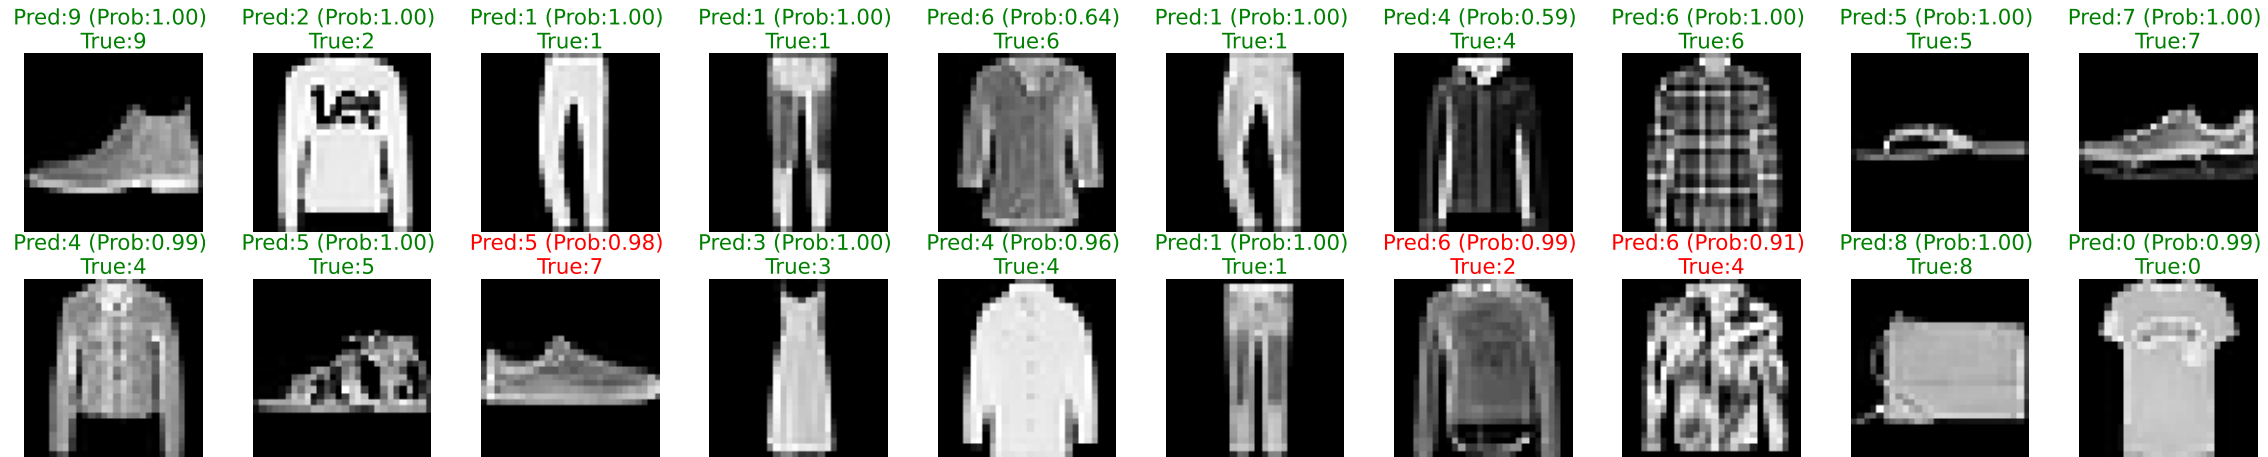 Pred:9 (Prob:1.00) Pred:2 (Prob:1.00) Pred:1 (Prob:1.00) Pred:1 (Prob:1.00) Pred:6 (Prob:0.64) Pred:1 (Prob:1.00) Pred:4 (Prob:0.59) Pred:6 (Prob:1.00) Pred:5 (Prob:1.00) Pred:7 (Prob:1.00)
True:9 True:2 True:1 True:1 True:6 True:1 True:4 True:6 True:5 True:7
Lee
Pred:4 (Prob:0.99) Pred:5 (Prob:1.00) Pred:5 (Prob:0.98) Pred:3 (Prob:1.00) Pred:4 (Prob:0.96) Pred:1 (Prob:1.00) Pred:6 (Prob:0.99) Pred:6 (Prob:0.91) Pred:8 (Prob:1.00) Pred:0 (Prob:0.99)
True:4 True:5 True:7 True:3 True:4 True:1 True:2 True:4 True:8 True:0